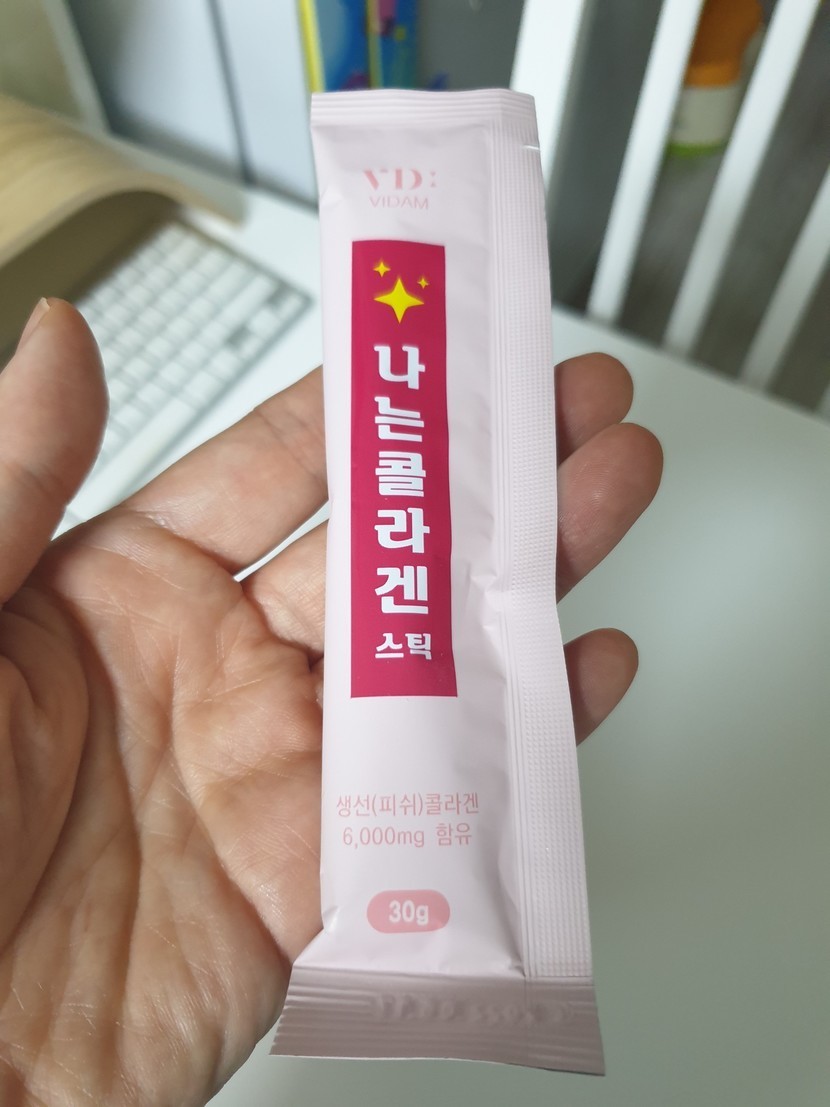 VD:
VIDAM
나는콜라겐
스틱
생선(피쉬)콜라겐
6,000mg 함유
30g